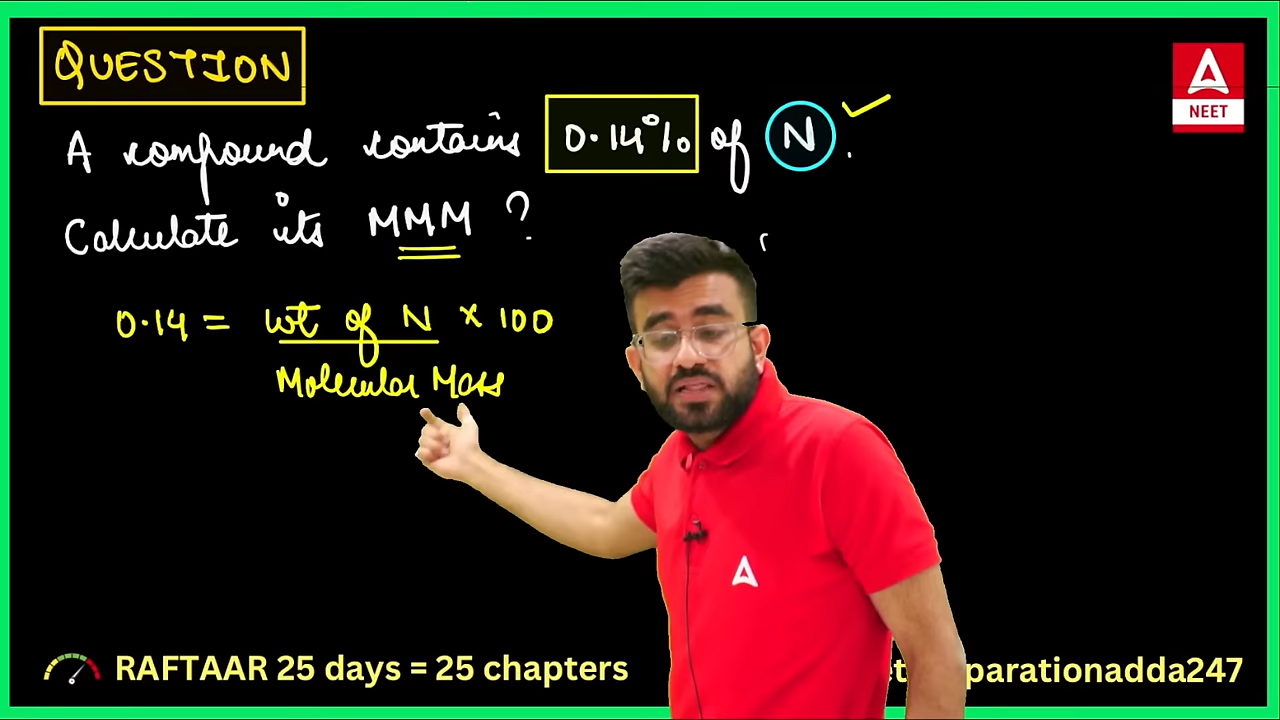 QUESTION
NEET
A compound contains 0.14% of N.
Calculate its MMM ?
0.14 = wt of N × 100
Molecular Mass
RAFTAAR 25 days = 25 chapters
parationadda247